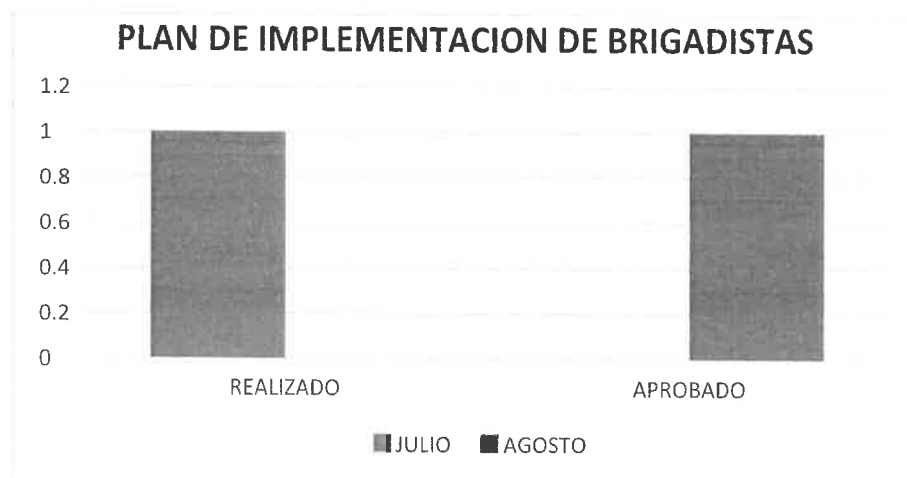 PLAN DE IMPLEMENTACION DE BRIGADISTAS
1.2
1
0.8
0.6
0.4
0.2
0
REALIZADO APROBADO
JULIO AGOSTO